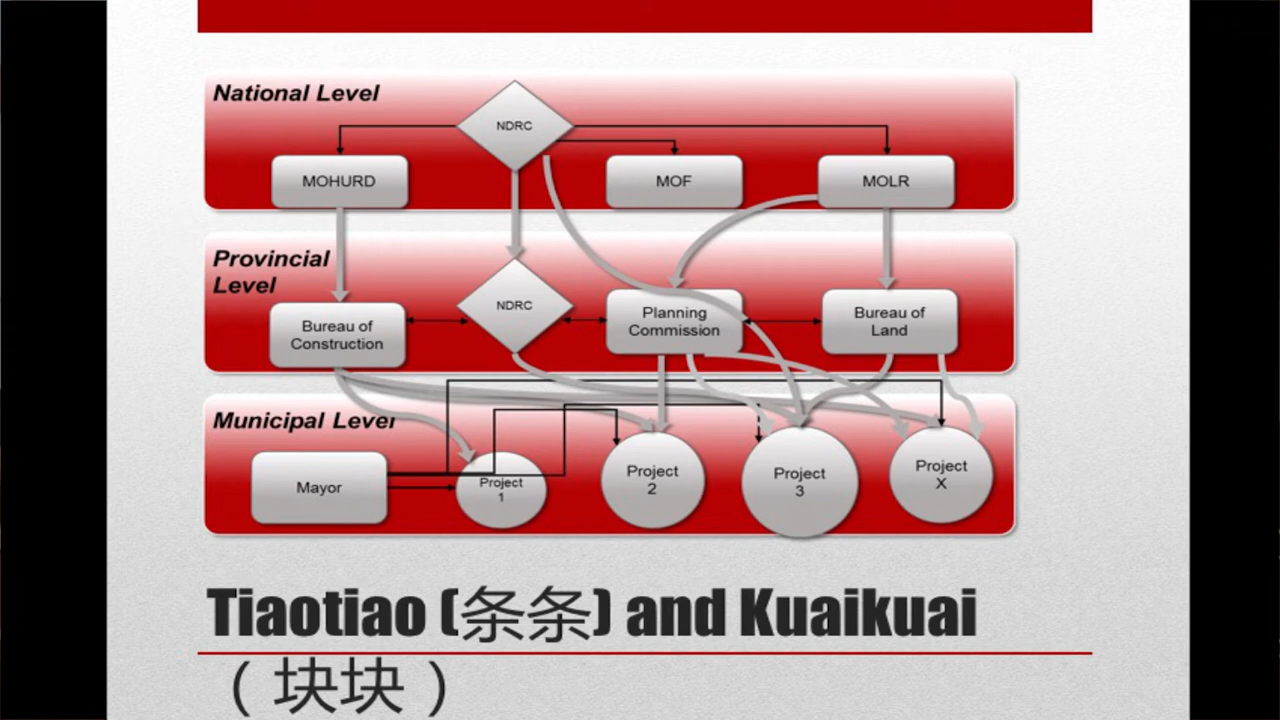 National Level
NDRC
MOHURD
MOF
MOLR
Provincial
Level
NDRC
Bureau of
Construction
Planning
Commission
Bureau of
Land
Municipal Level
Mayor
Project
1
Project
2
Project
3
Project
X
Tiaotiao (条条) and Kuaikuai
（块块）